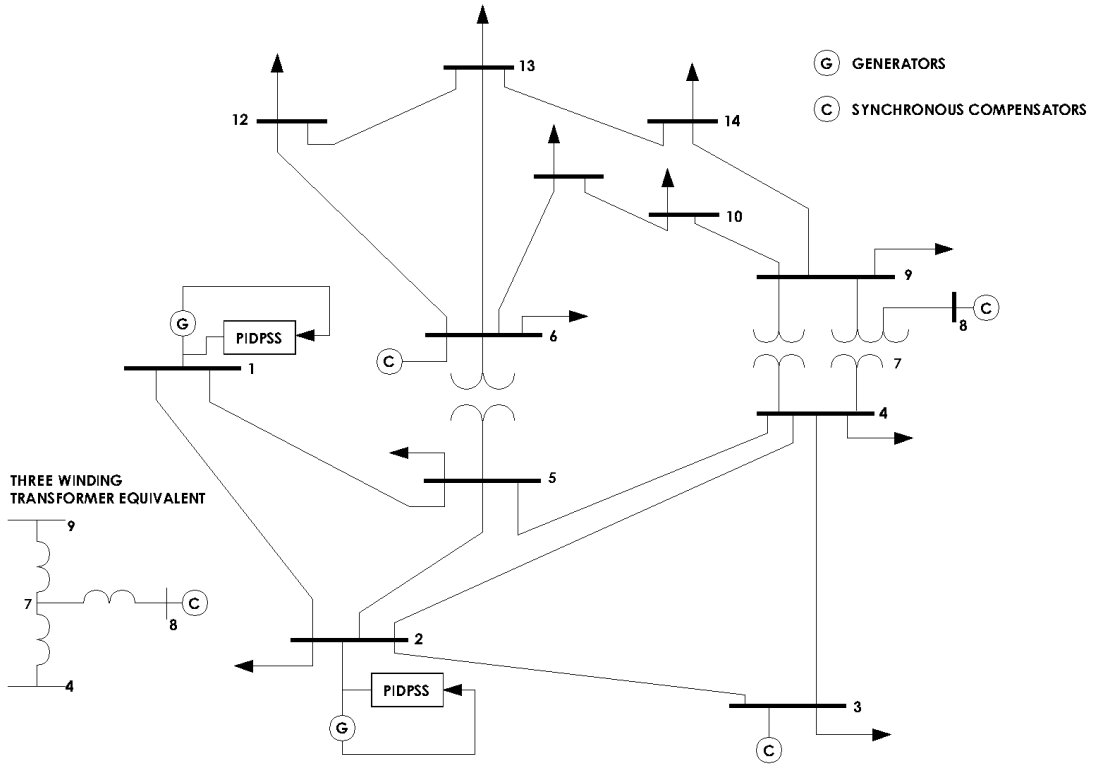 13
G GENERATORS
12
14
C SYNCHRONOUS COMPENSATORS
10
9
G
PIDPSS
8
C
6
C
7
1
4
5
THREE WINDING
TRANSFORMER EQUIVALENT
9
7
C
8
2
4
PIDPSS
3
G
C